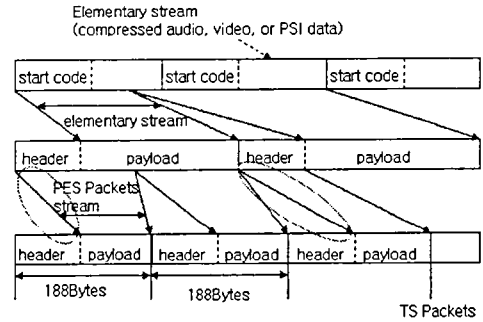 Elementary stream
(compressed audio, video, or PSI data)
start code start code start code
elementary stream
header payload header payload
PES Packets
stream
header payload header payload header payload
188Bytes 188Bytes
TS Packets